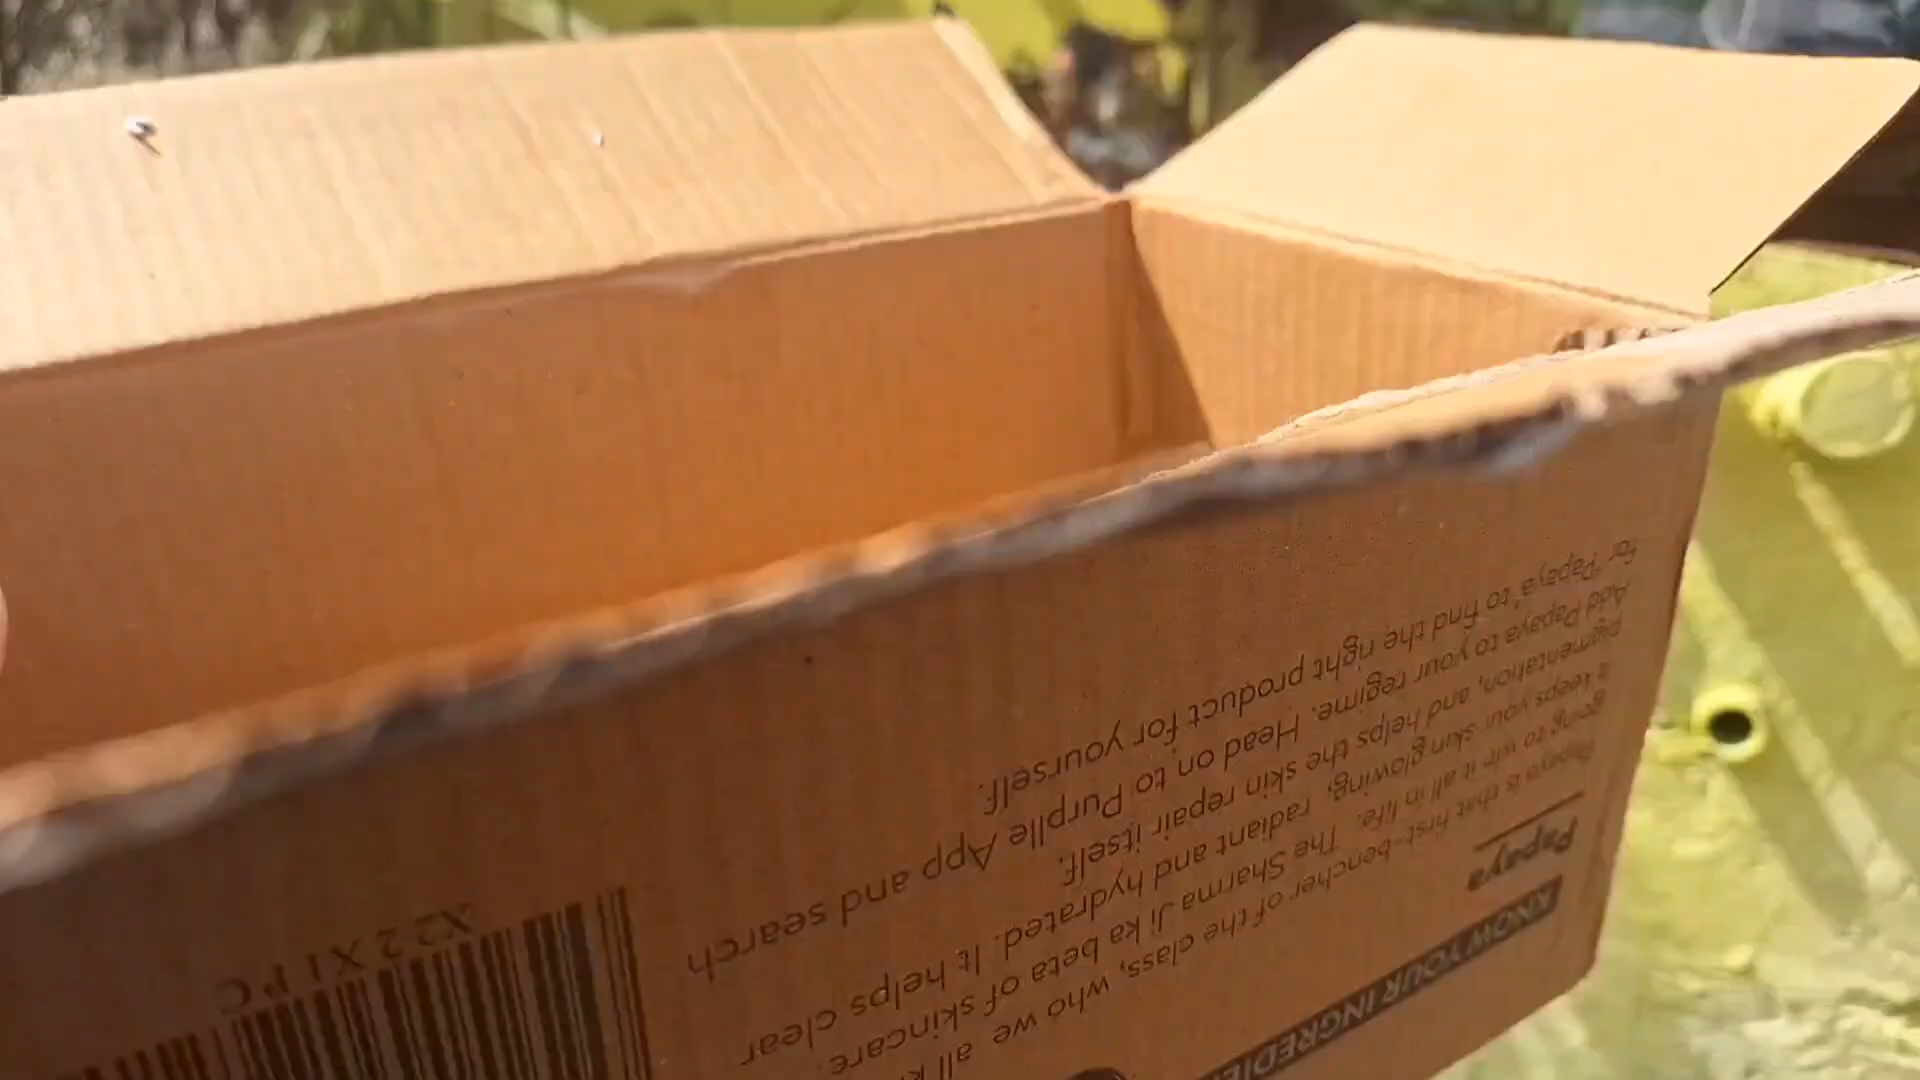 KNOW YOUR INGREDIE
Papaya
Papaya is that first-bencher of the class, who we all k
going to win it all in life. The Sharma Ji ka beta of skincare.
it keeps your skin glowing, radiant and hydrated. It helps clear
pigmentation, and helps the skin repair itself.
Add Papaya to your regime. Head on to Purplle App and search
for "Papaya" to find the right product for yourself.
X22X1PC